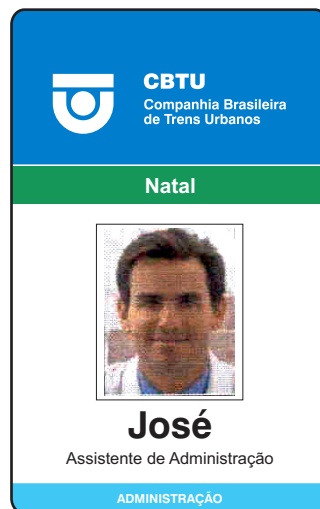 CBTU
Companhia Brasileira
de Trens Urbanos
Natal
José
Assistente de Administração
ADMINISTRAÇÃO